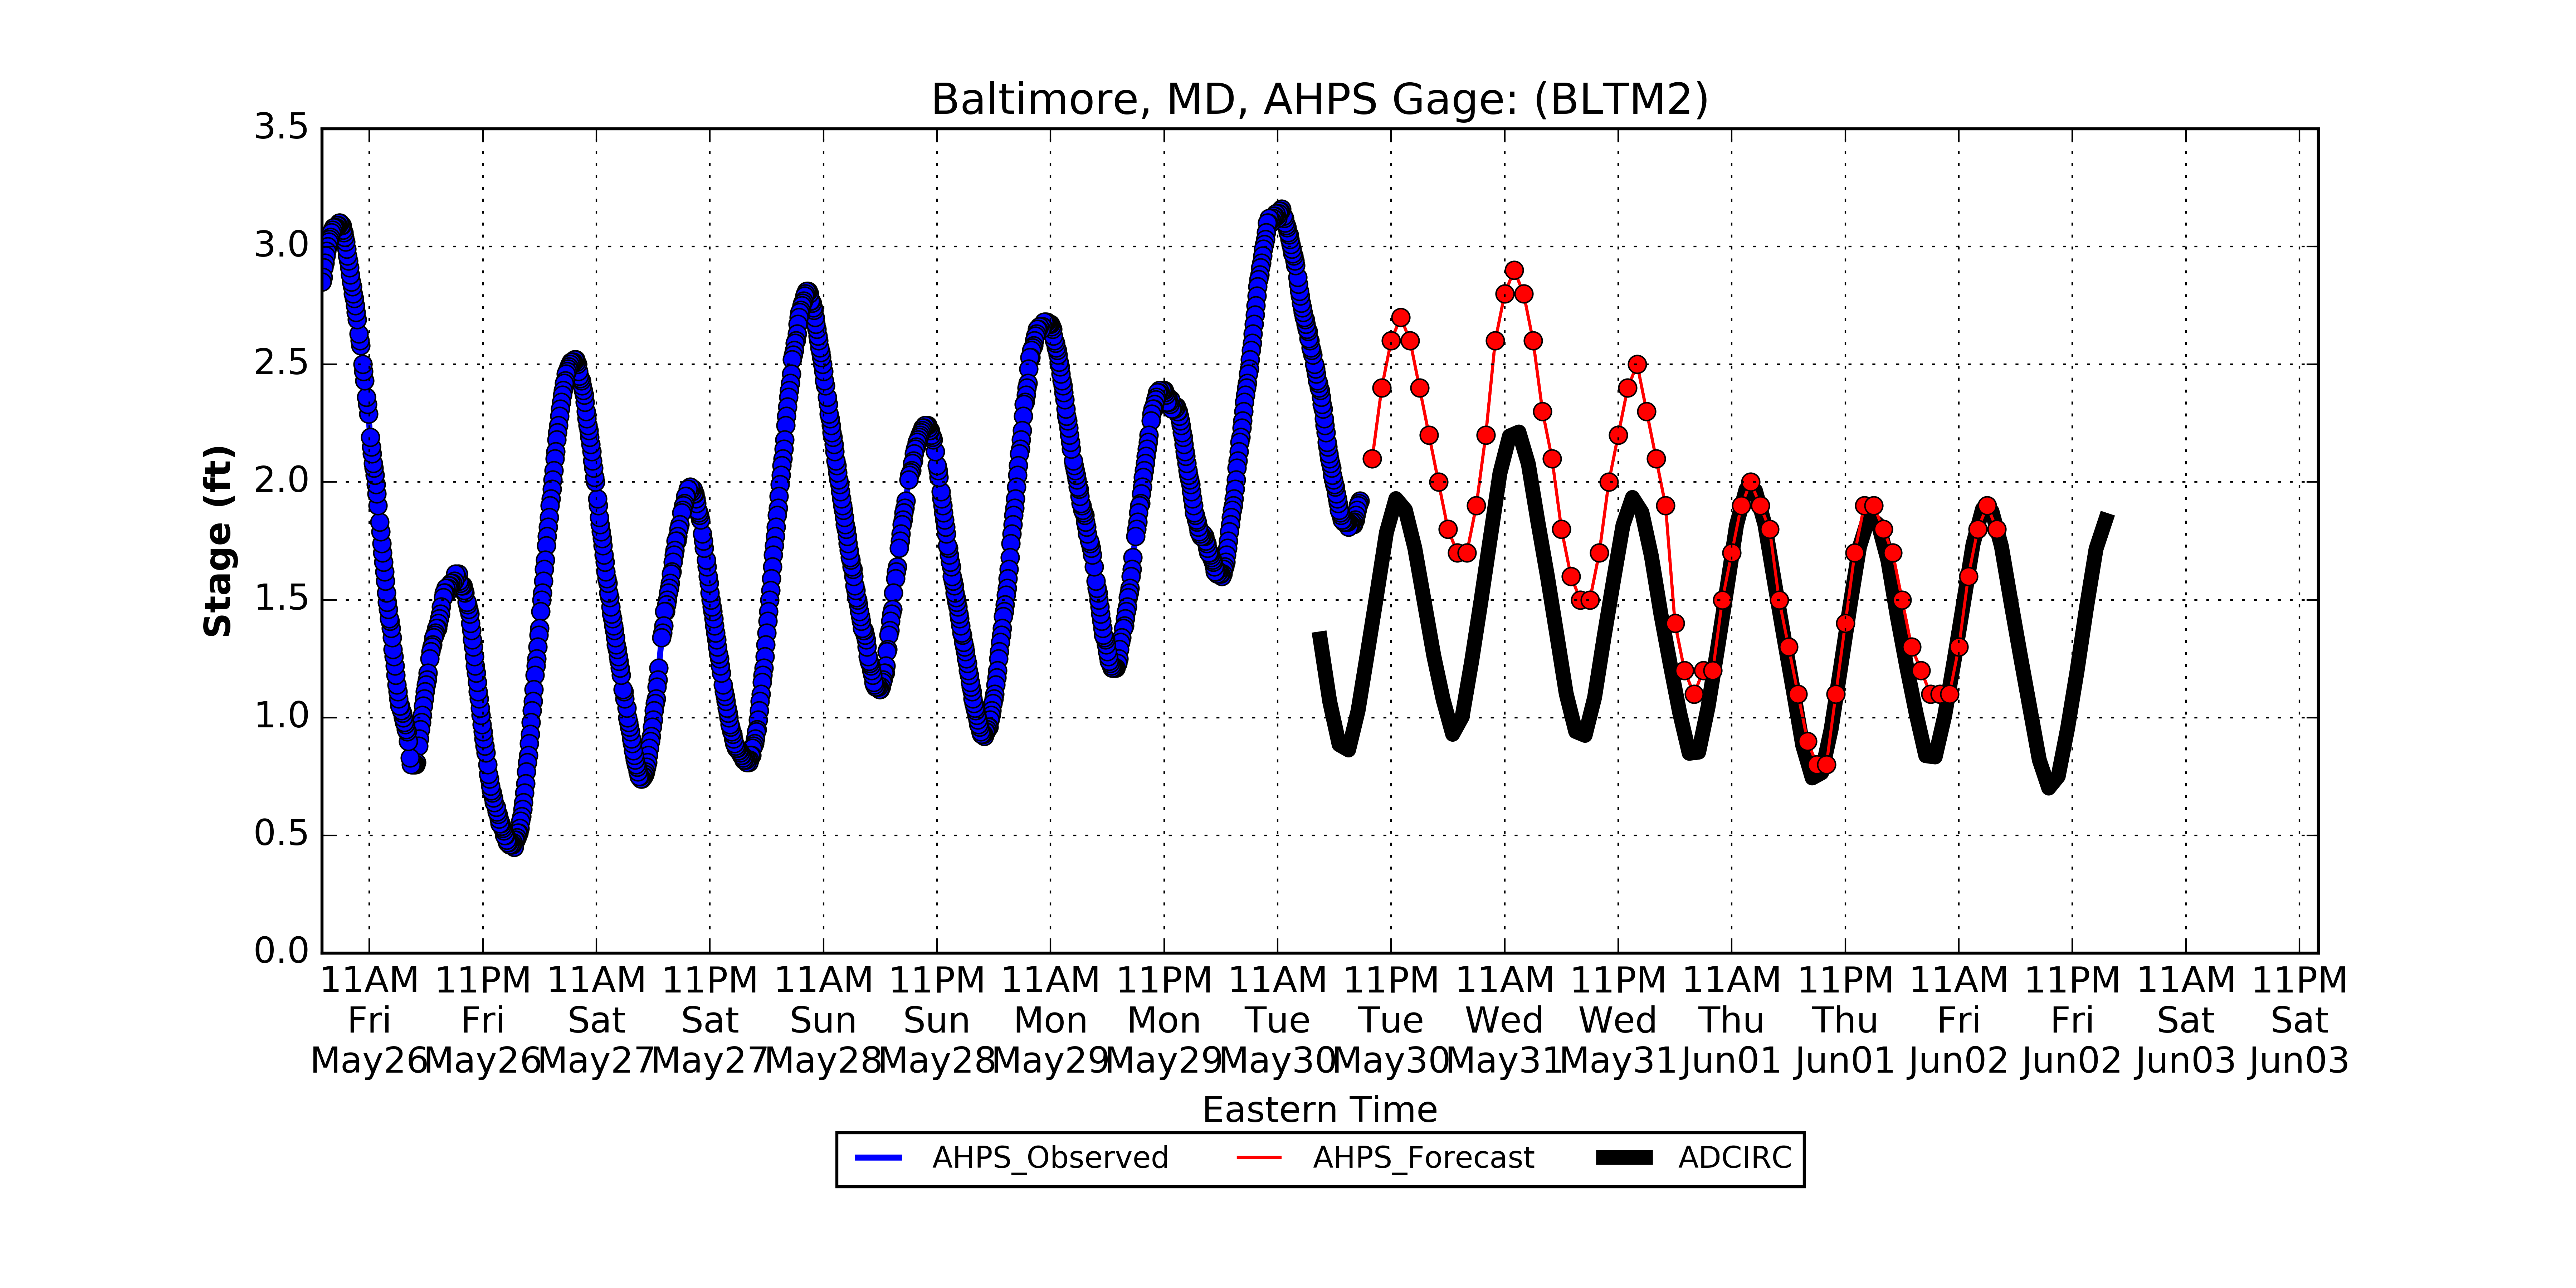 Baltimore, MD, AHPS Gage: (BLTM2)
3.5
3.0
2.5
2.0
1.5
1.0
0.5
0.0
Stage (ft)
11AM 11PM 11AM 11PM 11AM 11PM 11AM 11PM 11AM 11PM 11AM 11PM 11AM 11PM 11AM 11PM 11AM 11PM
Fri Fri Sat Sat Sun Sun Mon Mon Tue Tue Wed Wed Thu Thu Fri Fri Sat Sat
May26 May26 May27 May27 May28 May28 May29 May29 May30 May30 May31 May31 Jun01 Jun01 Jun02 Jun02 Jun03 Jun03
Eastern Time
AHPS_Observed AHPS_Forecast ADCIRC